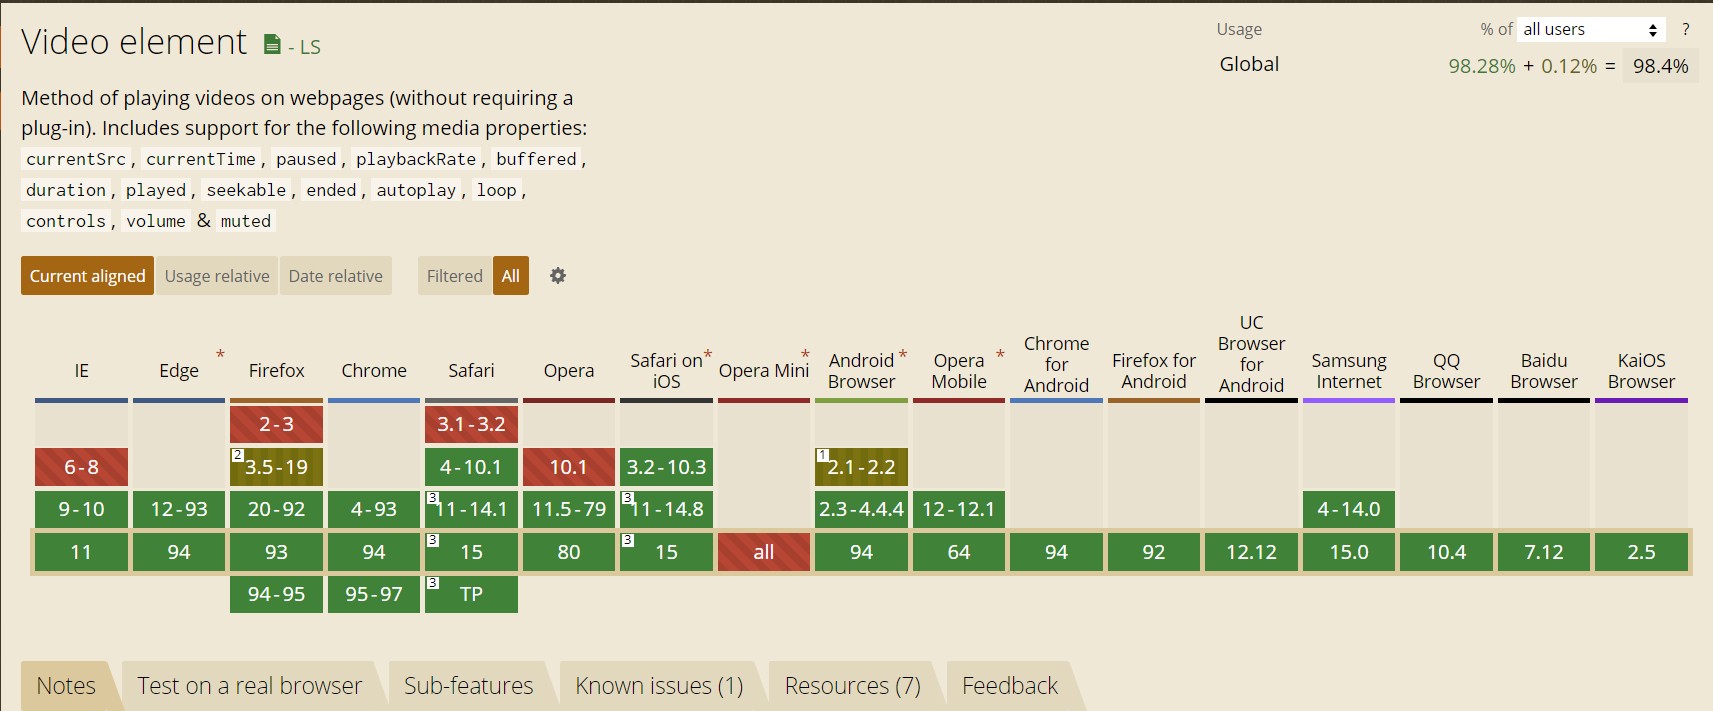 Video element - LS
Usage % of all users ?
Global 98.28% + 0.12% = 98.4%
Method of playing videos on webpages (without requiring a
plug-in). Includes support for the following media properties:
currentSrc, currentTime, paused, playbackRate, buffered,
duration, played, seekable, ended, autoplay, loop,
controls, volume & muted
Current aligned Usage relative Date relative Filtered All
IE
Edge *
Firefox
Chrome
Safari
Opera
Safari on *
iOS
Opera Mini *
Android *
Browser
Opera *
Mobile
Chrome
for
Android
Firefox for
Android
UC
Browser
for
Android
Samsung
Internet
QQ
Browser
Baidu
Browser
KaiOS
Browser
2-3 3.1-3.2
6-8 2 3.5-19 4-10.1 10.1 3.2-10.3 1 2.1-2.2
9-10 12-93 20-92 4-93 3 11-14.1 11.5-79 3 11-14.8 2.3-4.4.4 12-12.1 4-14.0
11 94 93 94 3 15 80 3 15 all 94 64 94 92 12.12 15.0 10.4 7.12 2.5
94-95 95-97 3 TP
Notes Test on a real browser Sub-features Known issues (1) Resources (7) Feedback